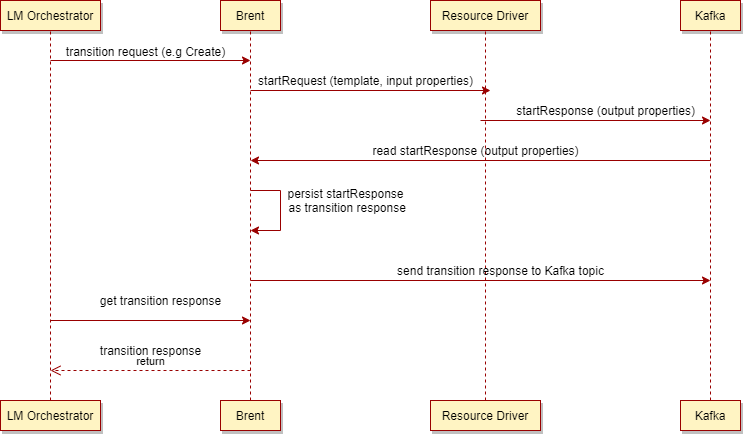 LM Orchestrator
Brent
Resource Driver
Kafka
transition request (e.g Create)
startRequest (template, input properties)
startResponse (output properties)
read startResponse (output properties)
persist startResponse
as transition response
send transition response to Kafka topic
get transition response
transition response
return
LM Orchestrator
Brent
Resource Driver
Kafka